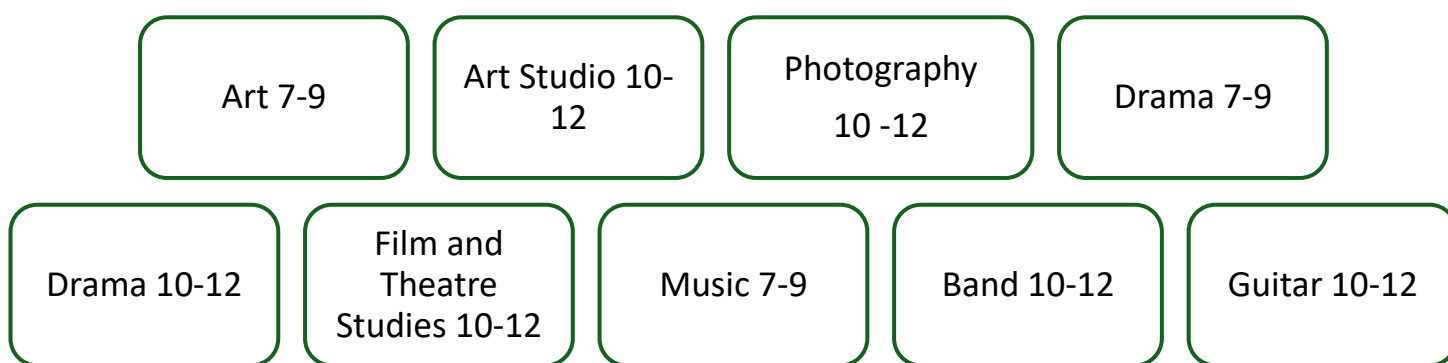 Art 7-9
Art Studio 10-
12
Photography
10 -12
Drama 7-9
Drama 10-12
Film and
Theatre
Studies 10-12
Music 7-9
Band 10-12
Guitar 10-12